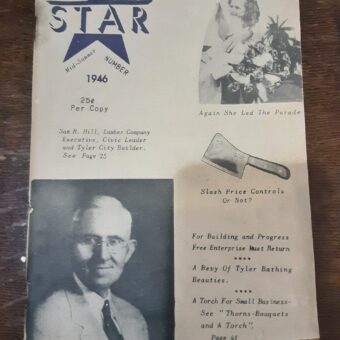 STAR
Mid-Summer
NUMBER
1946
25¢
Per Copy
Sam R. Hill, Lumber Company
Executive, Civic Leader
and Tyler City Builder.
See Page 25
Again She Led The Parade
Slash Price Controls
Or Not?
For Building and Progress
Free Enterprise Must Return
****
A Bevy Of Tyler Bathing
Beauties.
****
A Torch For Small Business-
See "Thorns-Bouquets
and A Torch",
Page 41